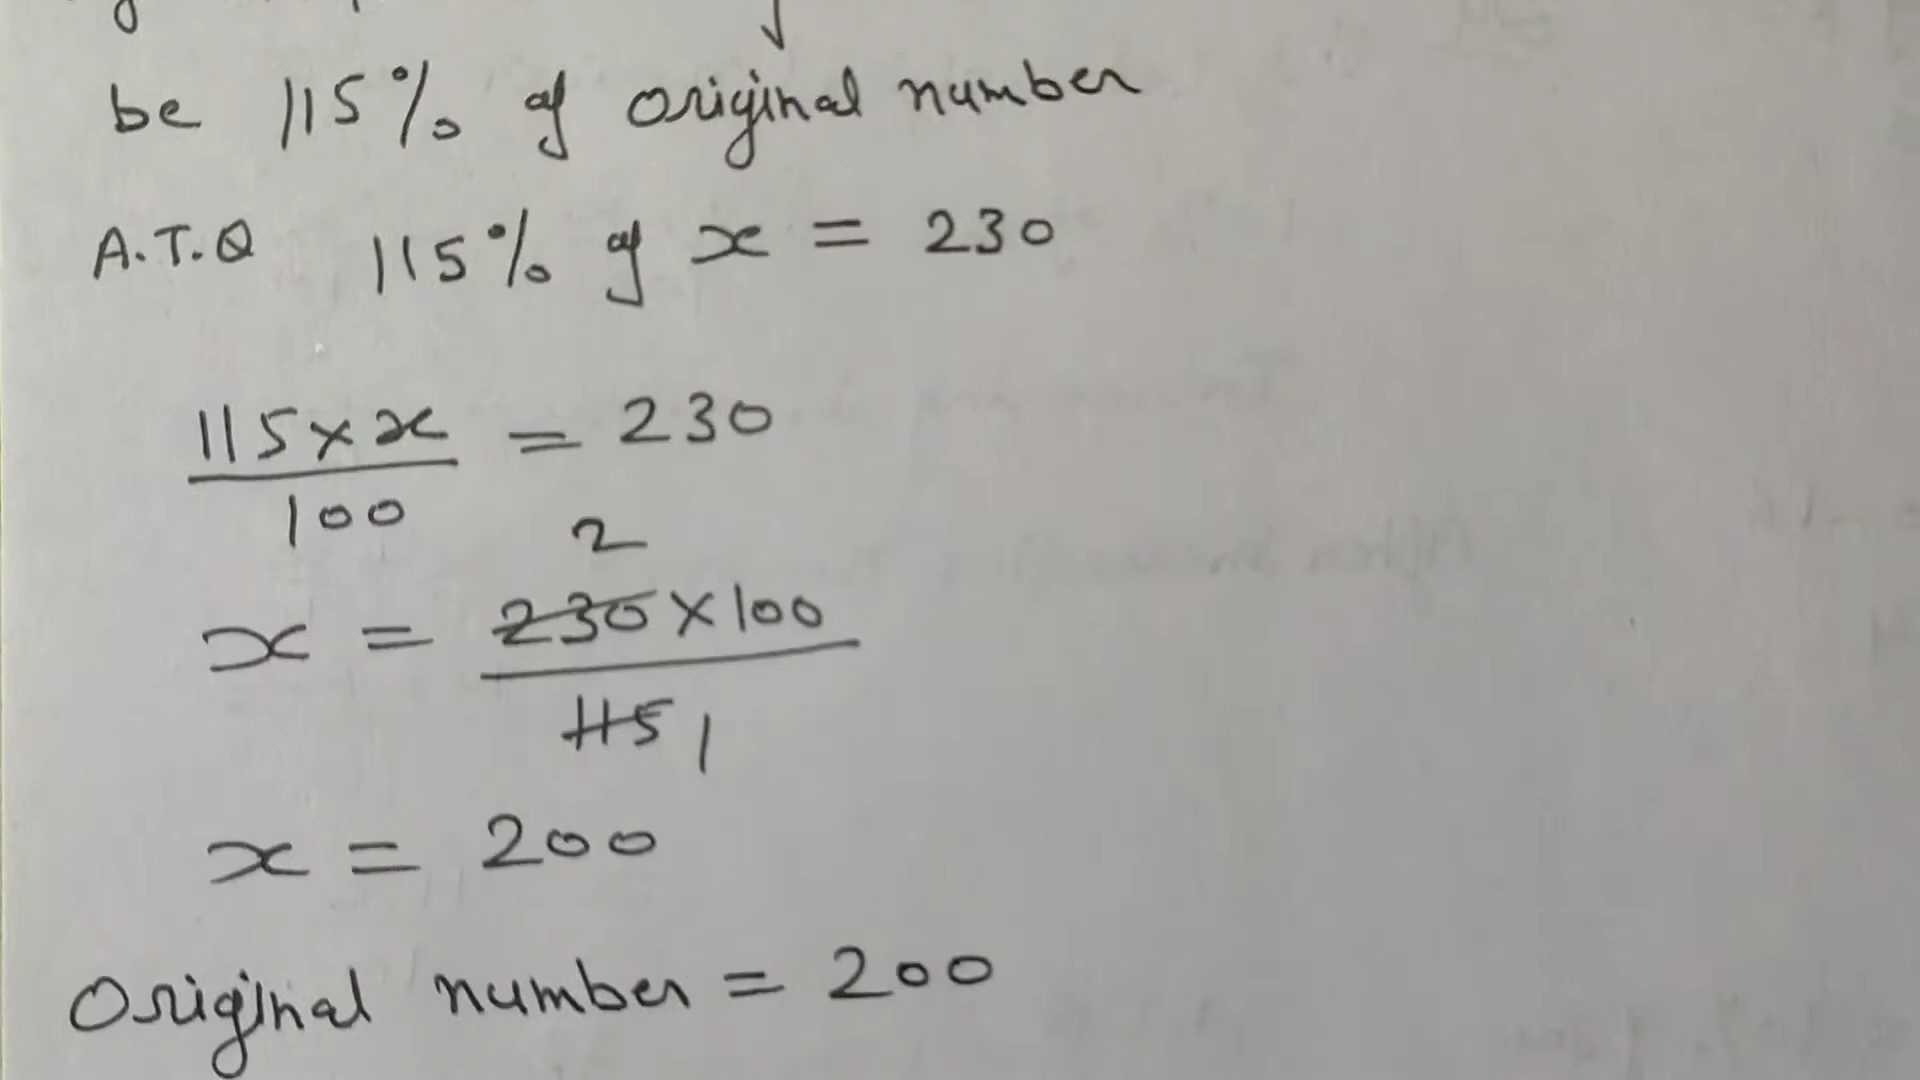 be 115% of original number
A.T.Q 115% of x = 230
115 × x = 230
100
2
x = 230 × 100
115 1
x = 200
Original number = 200